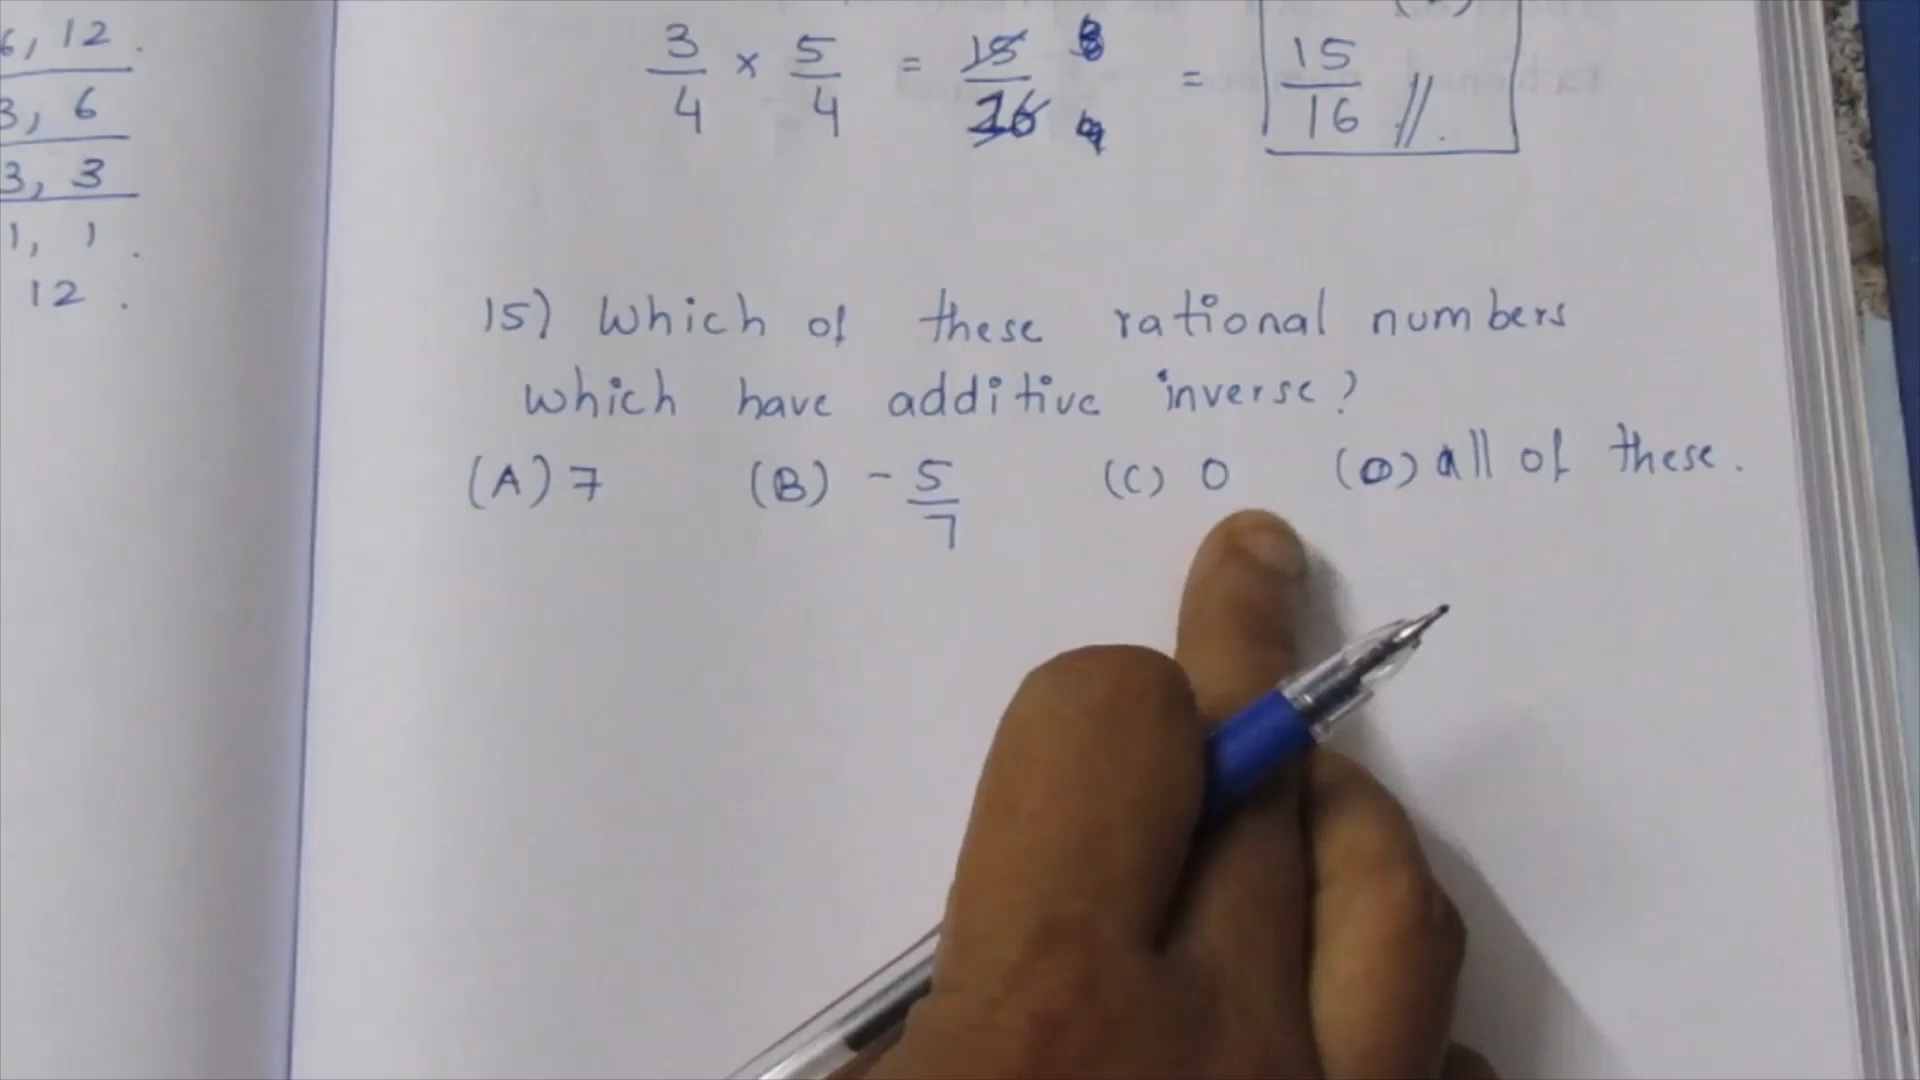 6, 12.
3, 6
3, 3
1, 1.
12.
3/4 × 5/4 = 15/16 = 15/16 //.
15) Which of these rational numbers
which have additive inverse?
(A) 7 (B) - 5/7 (C) 0 (D) all of these.